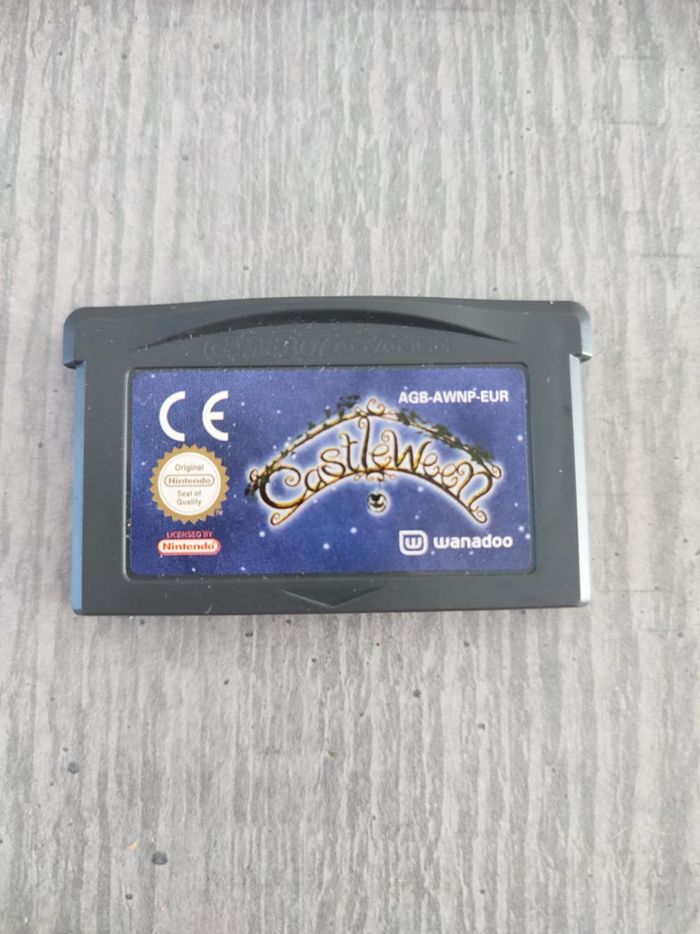 GAME BOY ADVANCE
CE
AGB-AWNP-EUR
Castleween
Original
Nintendo
Seal of
Quality
LICENSED BY
Nintendo
w wanadoo